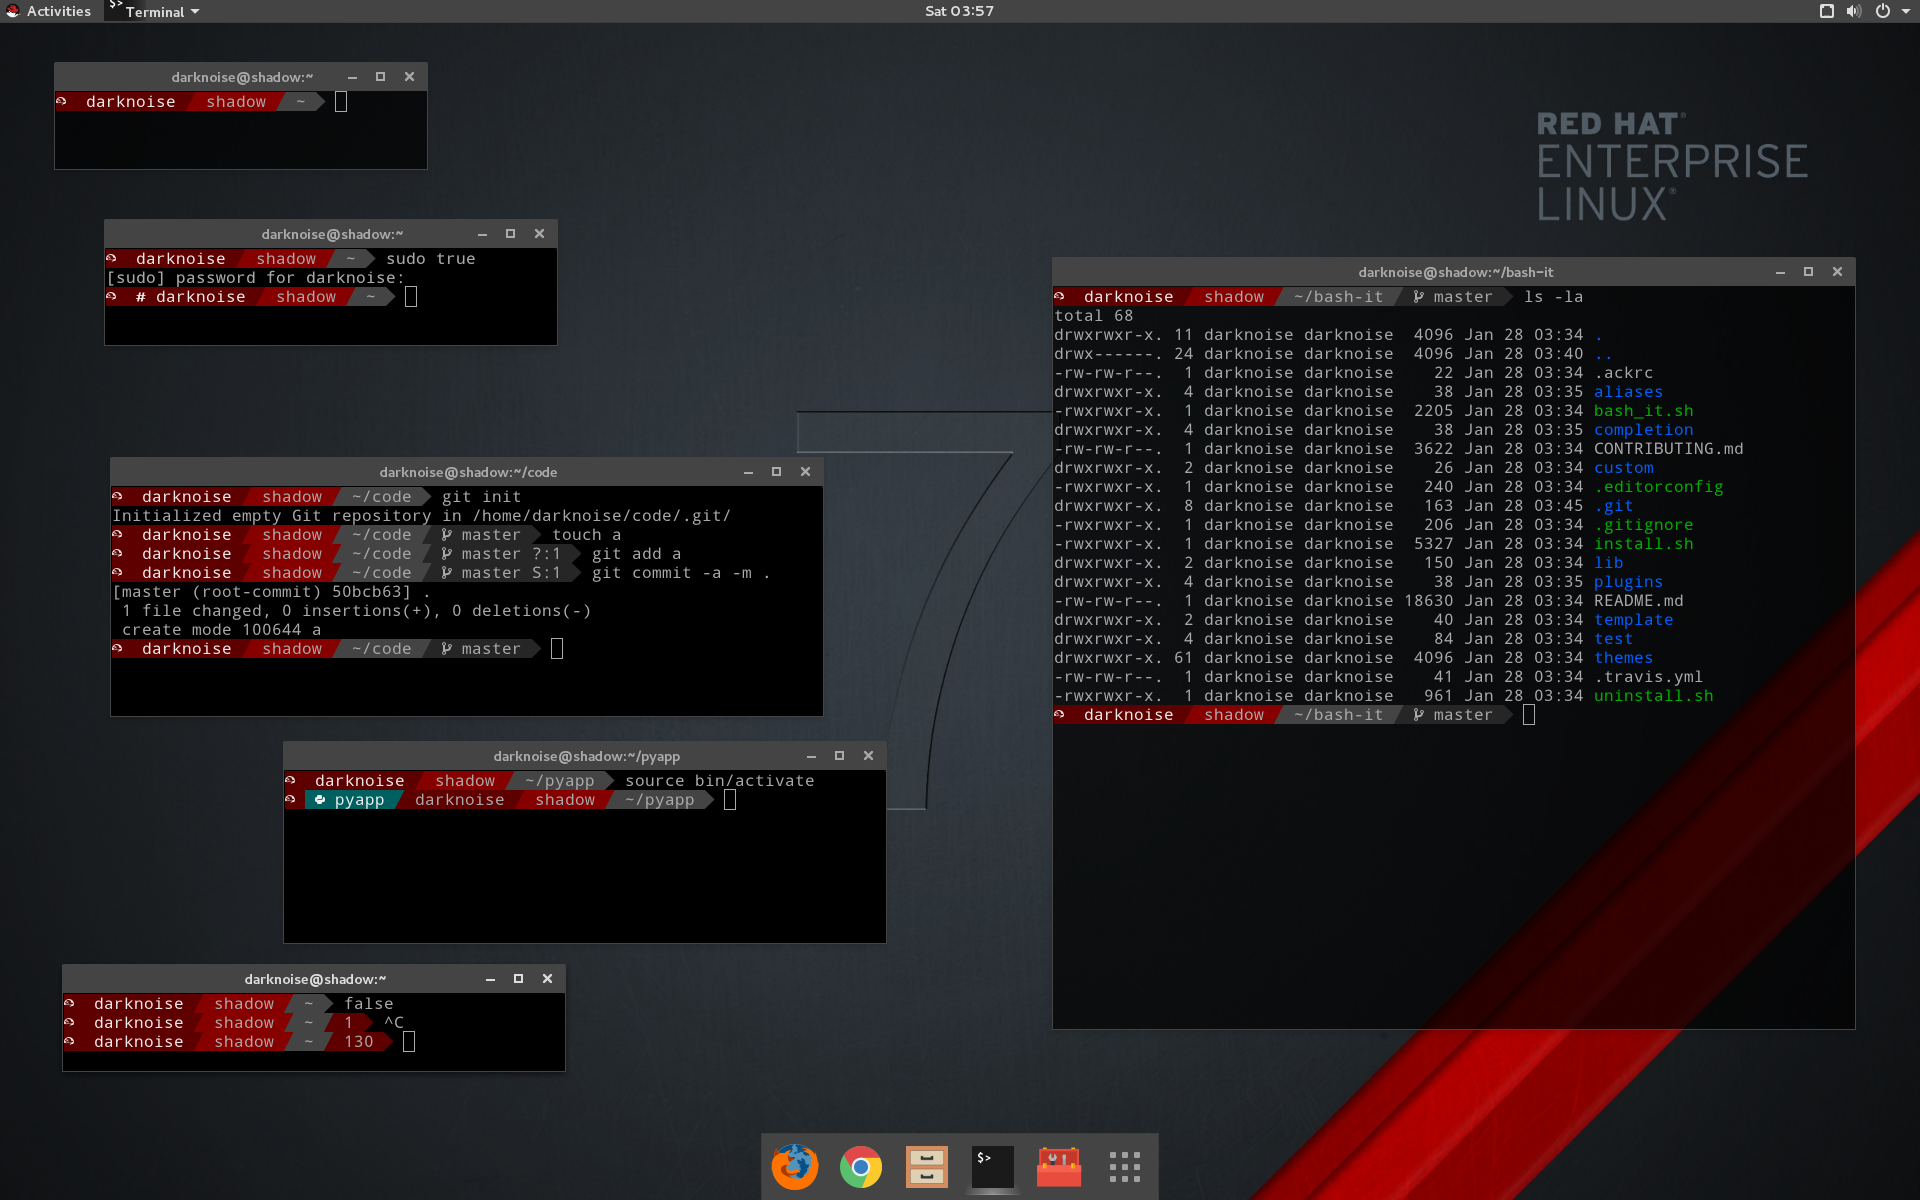 Activities
$> Terminal
Sat 03:57
darknoise@shadow:~
darknoise shadow ~
darknoise@shadow:~
darknoise shadow ~ sudo true
[sudo] password for darknoise:
# darknoise shadow ~
RED HAT®
ENTERPRISE
LINUX®
darknoise@shadow:~/code
darknoise shadow ~/code git init
Initialized empty Git repository in /home/darknoise/code/.git/
darknoise shadow ~/code master touch a
darknoise shadow ~/code master ?:1 git add a
darknoise shadow ~/code master S:1 git commit -a -m .
[master (root-commit) 50bcb63] .
1 file changed, 0 insertions(+), 0 deletions(-)
create mode 100644 a
darknoise shadow ~/code master
darknoise@shadow:~/pyapp
darknoise shadow ~/pyapp source bin/activate
pyapp darknoise shadow ~/pyapp
darknoise@shadow:~
darknoise shadow ~ false
darknoise shadow ~ 1 ^C
darknoise shadow ~ 130
darknoise@shadow:~/bash-it
darknoise shadow ~/bash-it master ls -la
total 68
drwxrwxr-x. 11 darknoise darknoise 4096 Jan 28 03:34 .
drwx------. 24 darknoise darknoise 4096 Jan 28 03:40 ..
-rw-rw-r--. 1 darknoise darknoise 22 Jan 28 03:34 .ackrc
drwxrwxr-x. 4 darknoise darknoise 38 Jan 28 03:35 aliases
-rwxrwxr-x. 1 darknoise darknoise 2205 Jan 28 03:34 bash_it.sh
drwxrwxr-x. 4 darknoise darknoise 38 Jan 28 03:35 completion
-rw-rw-r--. 1 darknoise darknoise 3622 Jan 28 03:34 CONTRIBUTING.md
drwxrwxr-x. 2 darknoise darknoise 26 Jan 28 03:34 custom
-rwxrwxr-x. 1 darknoise darknoise 240 Jan 28 03:34 .editorconfig
drwxrwxr-x. 8 darknoise darknoise 163 Jan 28 03:45 .git
-rwxrwxr-x. 1 darknoise darknoise 206 Jan 28 03:34 .gitignore
-rwxrwxr-x. 1 darknoise darknoise 5327 Jan 28 03:34 install.sh
drwxrwxr-x. 2 darknoise darknoise 150 Jan 28 03:34 lib
drwxrwxr-x. 4 darknoise darknoise 38 Jan 28 03:35 plugins
-rw-rw-r--. 1 darknoise darknoise 18630 Jan 28 03:34 README.md
drwxrwxr-x. 2 darknoise darknoise 40 Jan 28 03:34 template
drwxrwxr-x. 4 darknoise darknoise 84 Jan 28 03:34 test
drwxrwxr-x. 61 darknoise darknoise 4096 Jan 28 03:34 themes
-rw-rw-r--. 1 darknoise darknoise 41 Jan 28 03:34 .travis.yml
-rwxrwxr-x. 1 darknoise darknoise 961 Jan 28 03:34 uninstall.sh
darknoise shadow ~/bash-it master
7
$>